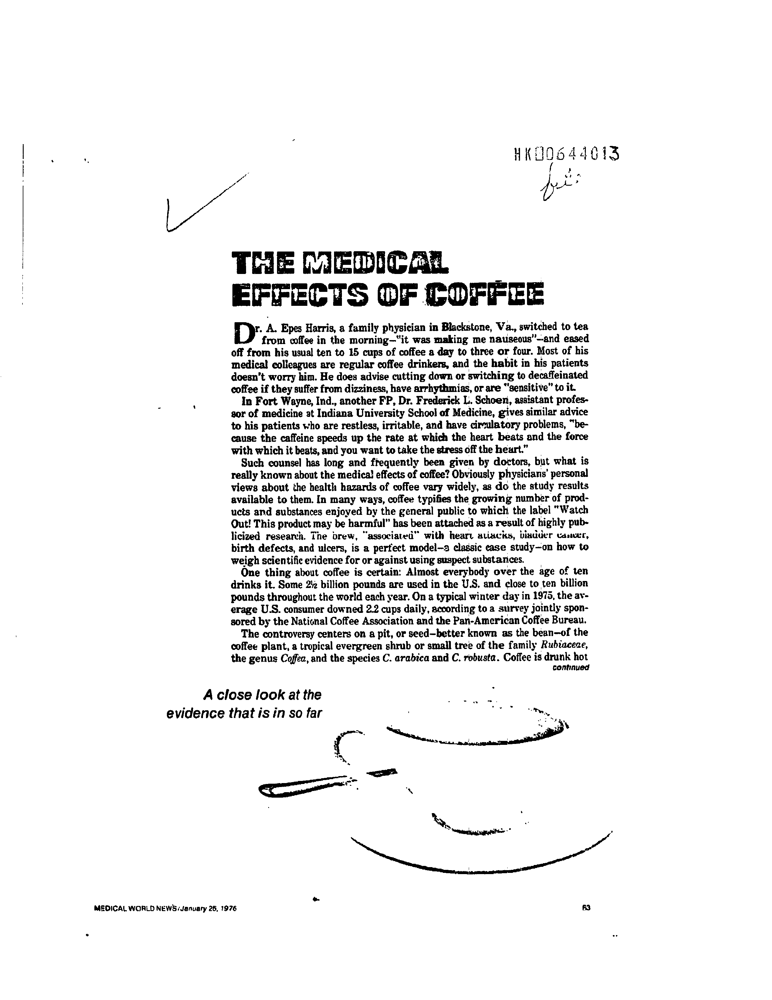 HK00644013
THE MEDICAL
EFFECTS OF COFFEE
Dr. A. Epes Harris, a family physician in Blackstone, Va., switched to tea
from coffee in the morning—"it was making me nauseous"—and eased
off from his usual ten to 15 cups of coffee a day to three or four. Most of his
medical colleagues are regular coffee drinkers, and the habit in his patients
doesn't worry him. He does advise cutting down or switching to decaffeinated
coffee if they suffer from dizziness, have arrhythmias, or are "sensitive" to it.
In Fort Wayne, Ind., another FP, Dr. Frederick L. Schoen, assistant profes-
sor of medicine at Indiana University School of Medicine, gives similar advice
to his patients who are restless, irritable, and have circulatory problems, "be-
cause the caffeine speeds up the rate at which the heart beats and the force
with which it beats, and you want to take the stress off the heart."
Such counsel has long and frequently been given by doctors, but what is
really known about the medical effects of coffee? Obviously physicians' personal
views about the health hazards of coffee vary widely, as do the study results
available to them. In many ways, coffee typifies the growing number of prod-
ucts and substances enjoyed by the general public to which the label "Watch
Out! This product may be harmful" has been attached as a result of highly pub-
licized research. The brew, "associated" with heart attacks, bladder cancer,
birth defects, and ulcers, is a perfect model—a classic case study—on how to
weigh scientific evidence for or against using suspect substances.
One thing about coffee is certain: Almost everybody over the age of ten
drinks it. Some 2½ billion pounds are used in the U.S. and close to ten billion
pounds throughout the world each year. On a typical winter day in 1975, the av-
erage U.S. consumer downed 2.2 cups daily, according to a survey jointly spon-
sored by the National Coffee Association and the Pan-American Coffee Bureau.
The controversy centers on a pit, or seed—better known as the bean—of the
coffee plant, a tropical evergreen shrub or small tree of the family Rubiaceae,
the genus Coffea, and the species C. arabica and C. robusta. Coffee is drunk hot
continued
A close look at the
evidence that is in so far
MEDICAL WORLD NEWS/January 26, 1976
63